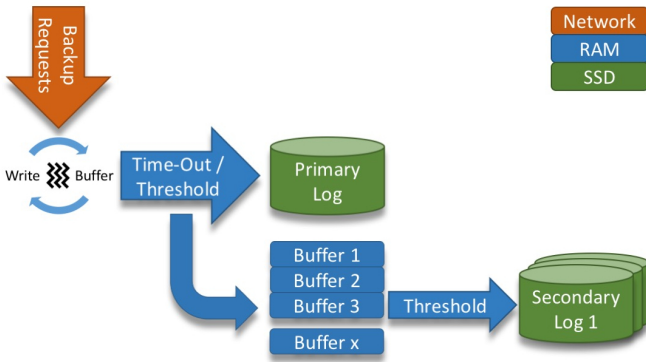 Backup
Requests
Network
RAM
SSD
Write
Buffer
Time-Out /
Threshold
Primary
Log
Buffer 1
Buffer 2
Buffer 3
Buffer x
Threshold
Secondary
Log 1